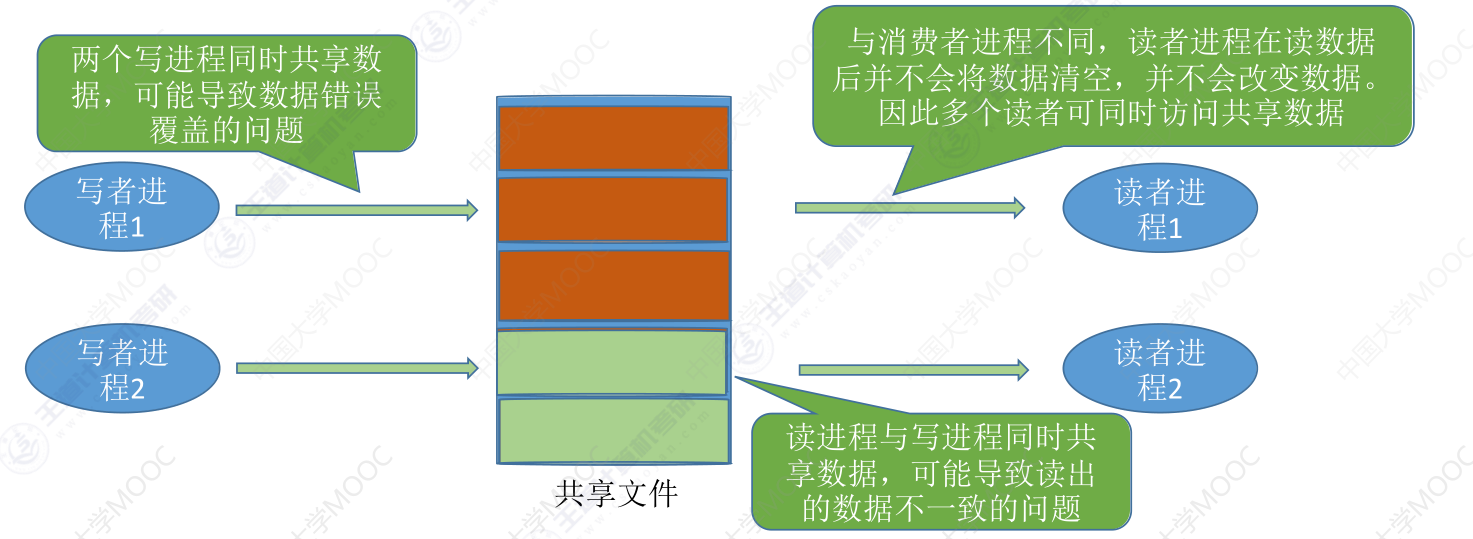 两个写进程同时共享数
据，可能导致数据错误
覆盖的问题
与消费者进程不同，读者进程在读数据
后并不会将数据清空，并不会改变数据。
因此多个读者可同时访问共享数据
写者进
程1
读者进
程1
写者进
程2
读者进
程2
读进程与写进程同时共
享数据，可能导致读出
的数据不一致的问题
共享文件
中国大学MOOC
王道计算机考研
www.cskaoyan.com